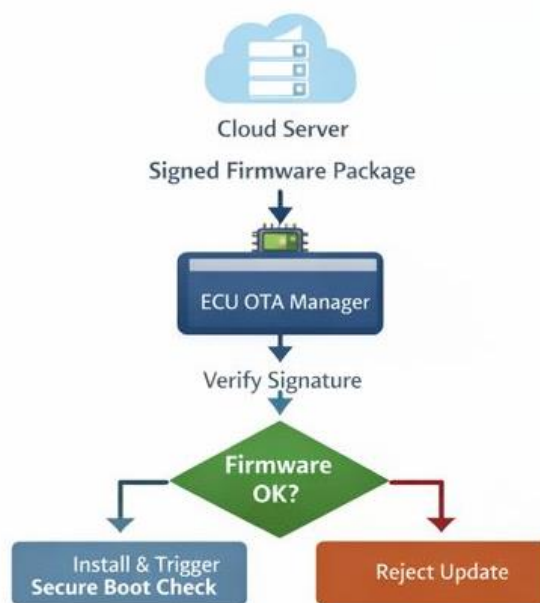 Cloud Server
Signed Firmware Package
ECU OTA Manager
Verify Signature
Firmware
OK?
Install & Trigger
Secure Boot Check
Reject Update